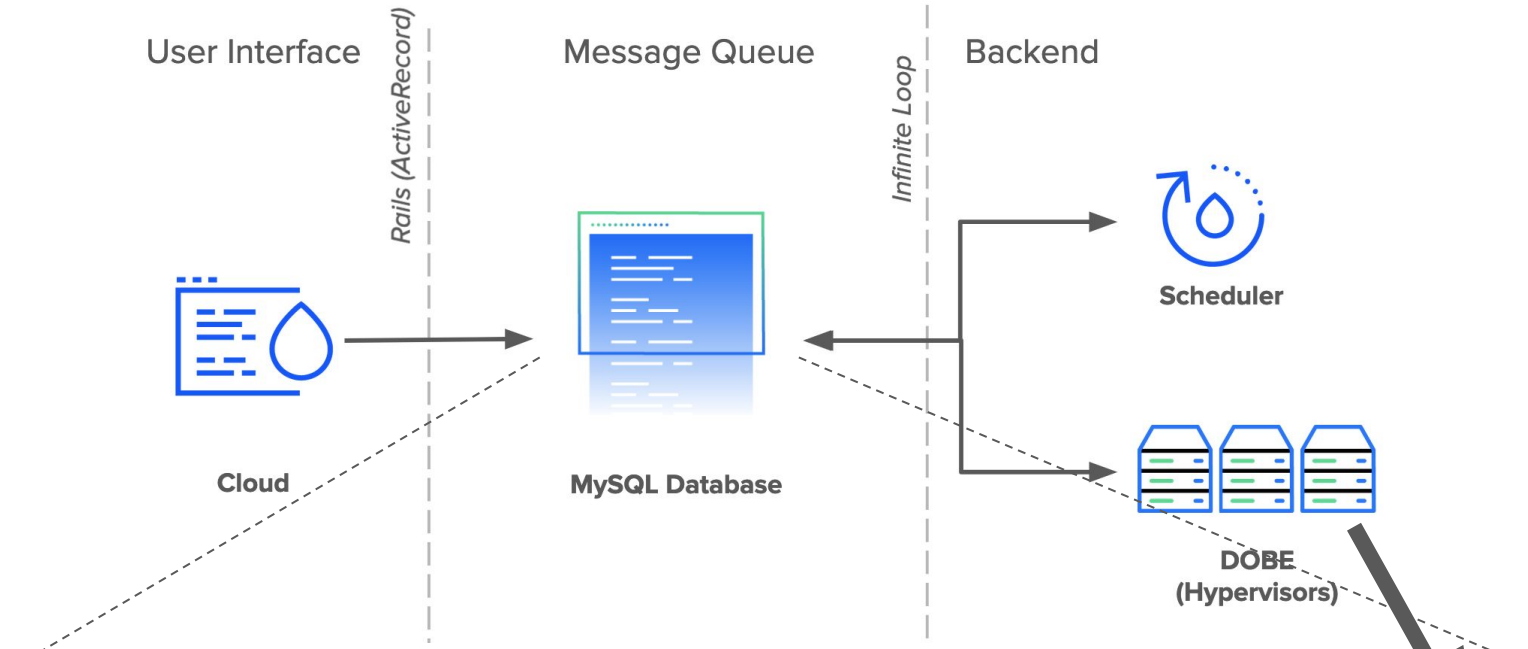 User Interface
Rails (ActiveRecord)
Message Queue
Infinite Loop
Backend
Scheduler
Cloud
MySQL Database
DOBE
(Hypervisors)